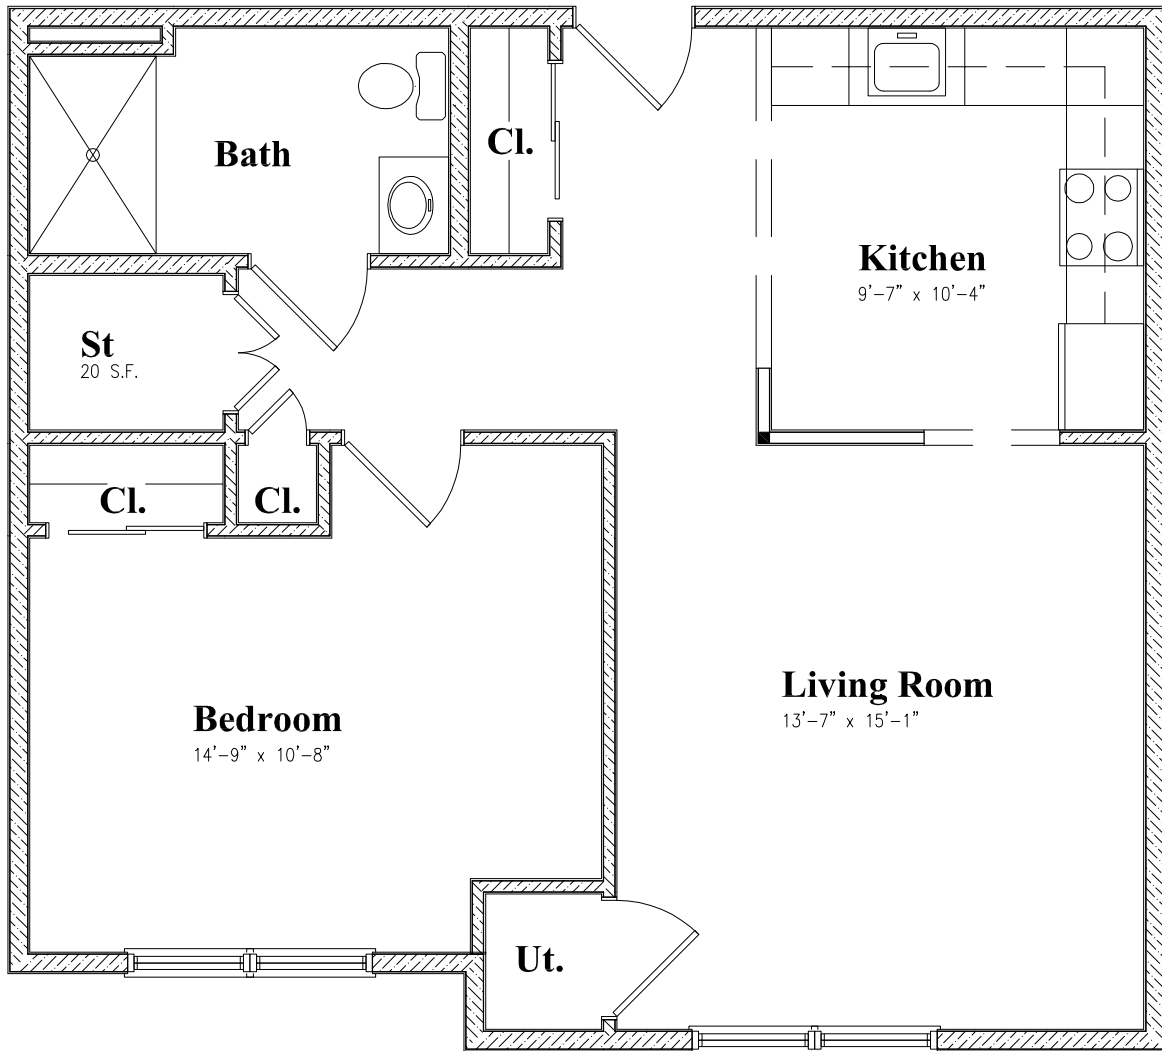 Bath
Cl.
Kitchen
9'-7" x 10'-4"
St
20 S.F.
Cl.
Cl.
Living Room
13'-7" x 15'-1"
Bedroom
14'-9" x 10'-8"
Ut.